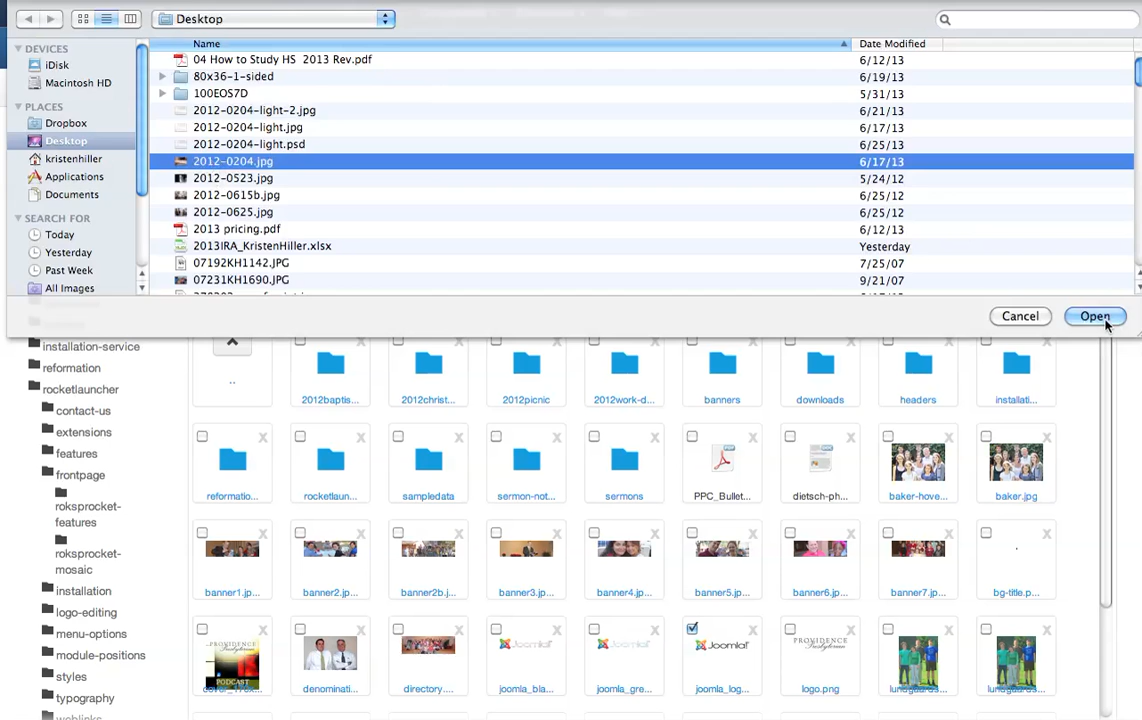 Desktop
Name
Date Modified
DEVICES
iDisk
Macintosh HD
PLACES
Dropbox
Desktop
kristenhiller
Applications
Documents
SEARCH FOR
Today
Yesterday
Past Week
All Images
04 How to Study HS  2013 Rev.pdf 6/12/13
80x36-1-sided 6/19/13
100EOS7D 5/31/13
2012-0204-light-2.jpg 6/21/13
2012-0204-light.jpg 6/17/13
2012-0204-light.psd 6/25/13
2012-0204.jpg 6/17/13
2012-0523.jpg 5/24/12
2012-0615b.jpg 6/25/12
2012-0625.jpg 6/25/12
2013 pricing.pdf 6/12/13
2013IRA_KristenHiller.xlsx Yesterday
07192KH1142.JPG 7/25/07
07231KH1690.JPG 9/21/07
Cancel
Open
installation-service
reformation
rocketlauncher
contact-us
extensions
features
frontpage
roksprocket-
features
roksprocket-
mosaic
installation
logo-editing
menu-options
module-positions
styles
typography
weblinks
..
2012baptis...
2012christ...
2012picnic
2012work-d...
banners
downloads
headers
installati...
X X X X X X X X X
reformatio...
rocketlaun...
sampledata
sermon-not...
sermons
PPC_Bullet...
dietsch-ph...
baker-hove...
baker.jpg
X X X X X X X X X
banner1.jp...
banner2.jp...
banner2b.j...
banner3.jp...
banner4.jp...
banner5.jp...
banner6.jp...
banner7.jp...
bg-title.p...
X X X X X X X X X
PODCAST
Joomla!
Joomla!
Joomla!
PROVIDENCE
Presbyterian
denominati...
directory....
joomla_bla...
joomla_gre...
joomla_log...
logo.png